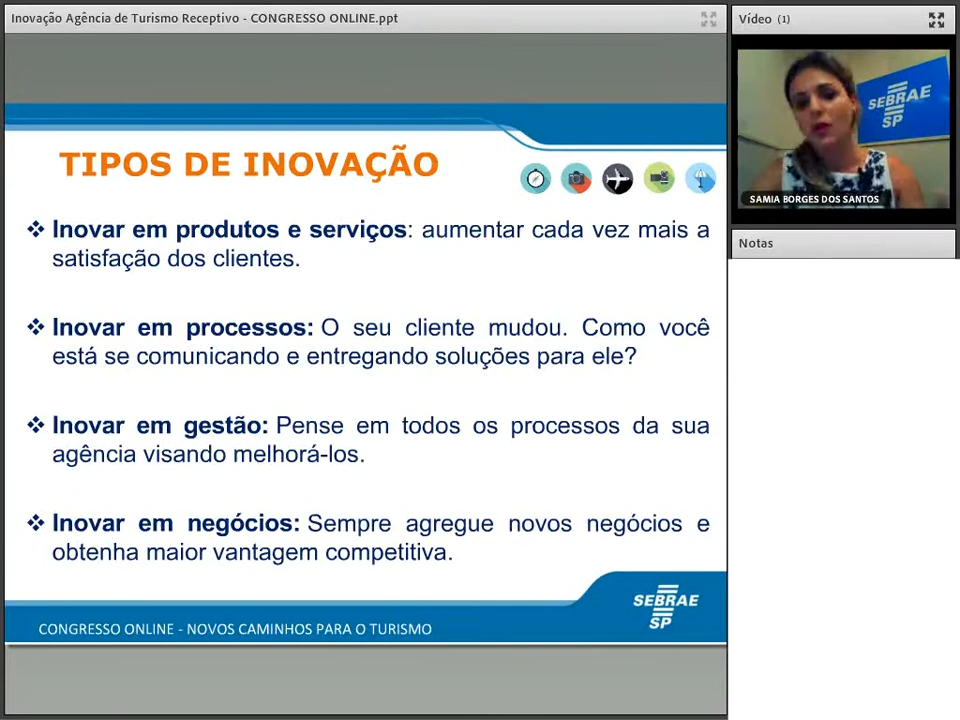 Inovação Agência de Turismo Receptivo - CONGRESSO ONLINE.ppt
TIPOS DE INOVAÇÃO
Inovar em produtos e serviços: aumentar cada vez mais a
satisfação dos clientes.
Inovar em processos: O seu cliente mudou. Como você
está se comunicando e entregando soluções para ele?
Inovar em gestão: Pense em todos os processos da sua
agência visando melhorá-los.
Inovar em negócios: Sempre agregue novos negócios e
obtenha maior vantagem competitiva.
CONGRESSO ONLINE - NOVOS CAMINHOS PARA O TURISMO
SEBRAE
SP
Vídeo (1)
SEBRAE
SP
SAMIA BORGES DOS SANTOS
Notas